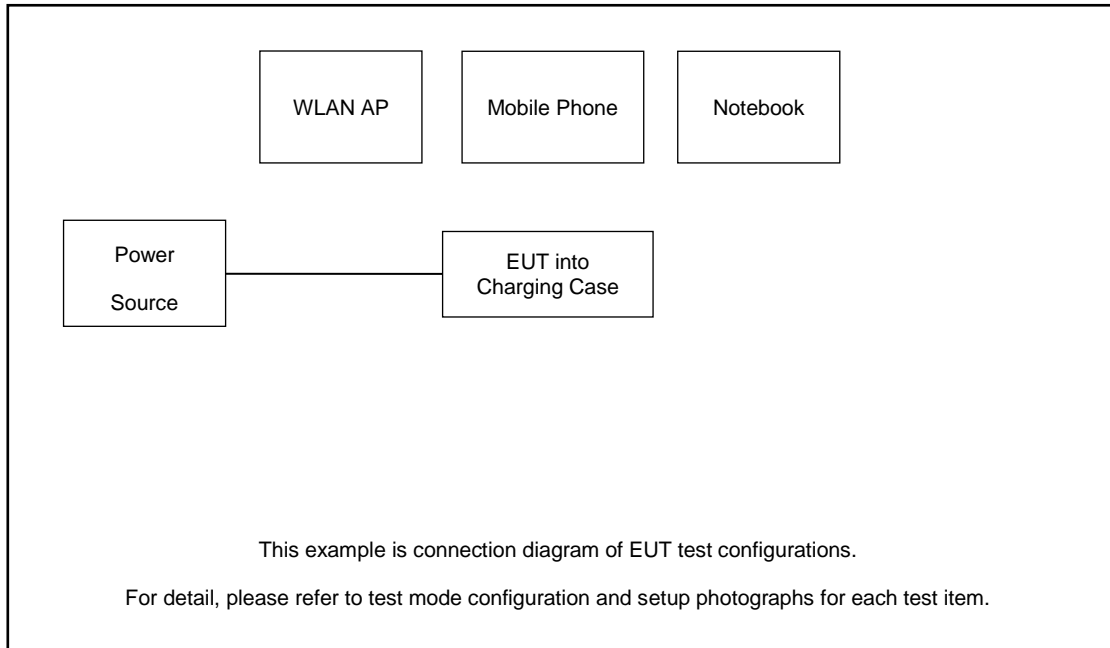 WLAN AP
Mobile Phone
Notebook
Power
Source
EUT into
Charging Case
This example is connection diagram of EUT test configurations.
For detail, please refer to test mode configuration and setup photographs for each test item.